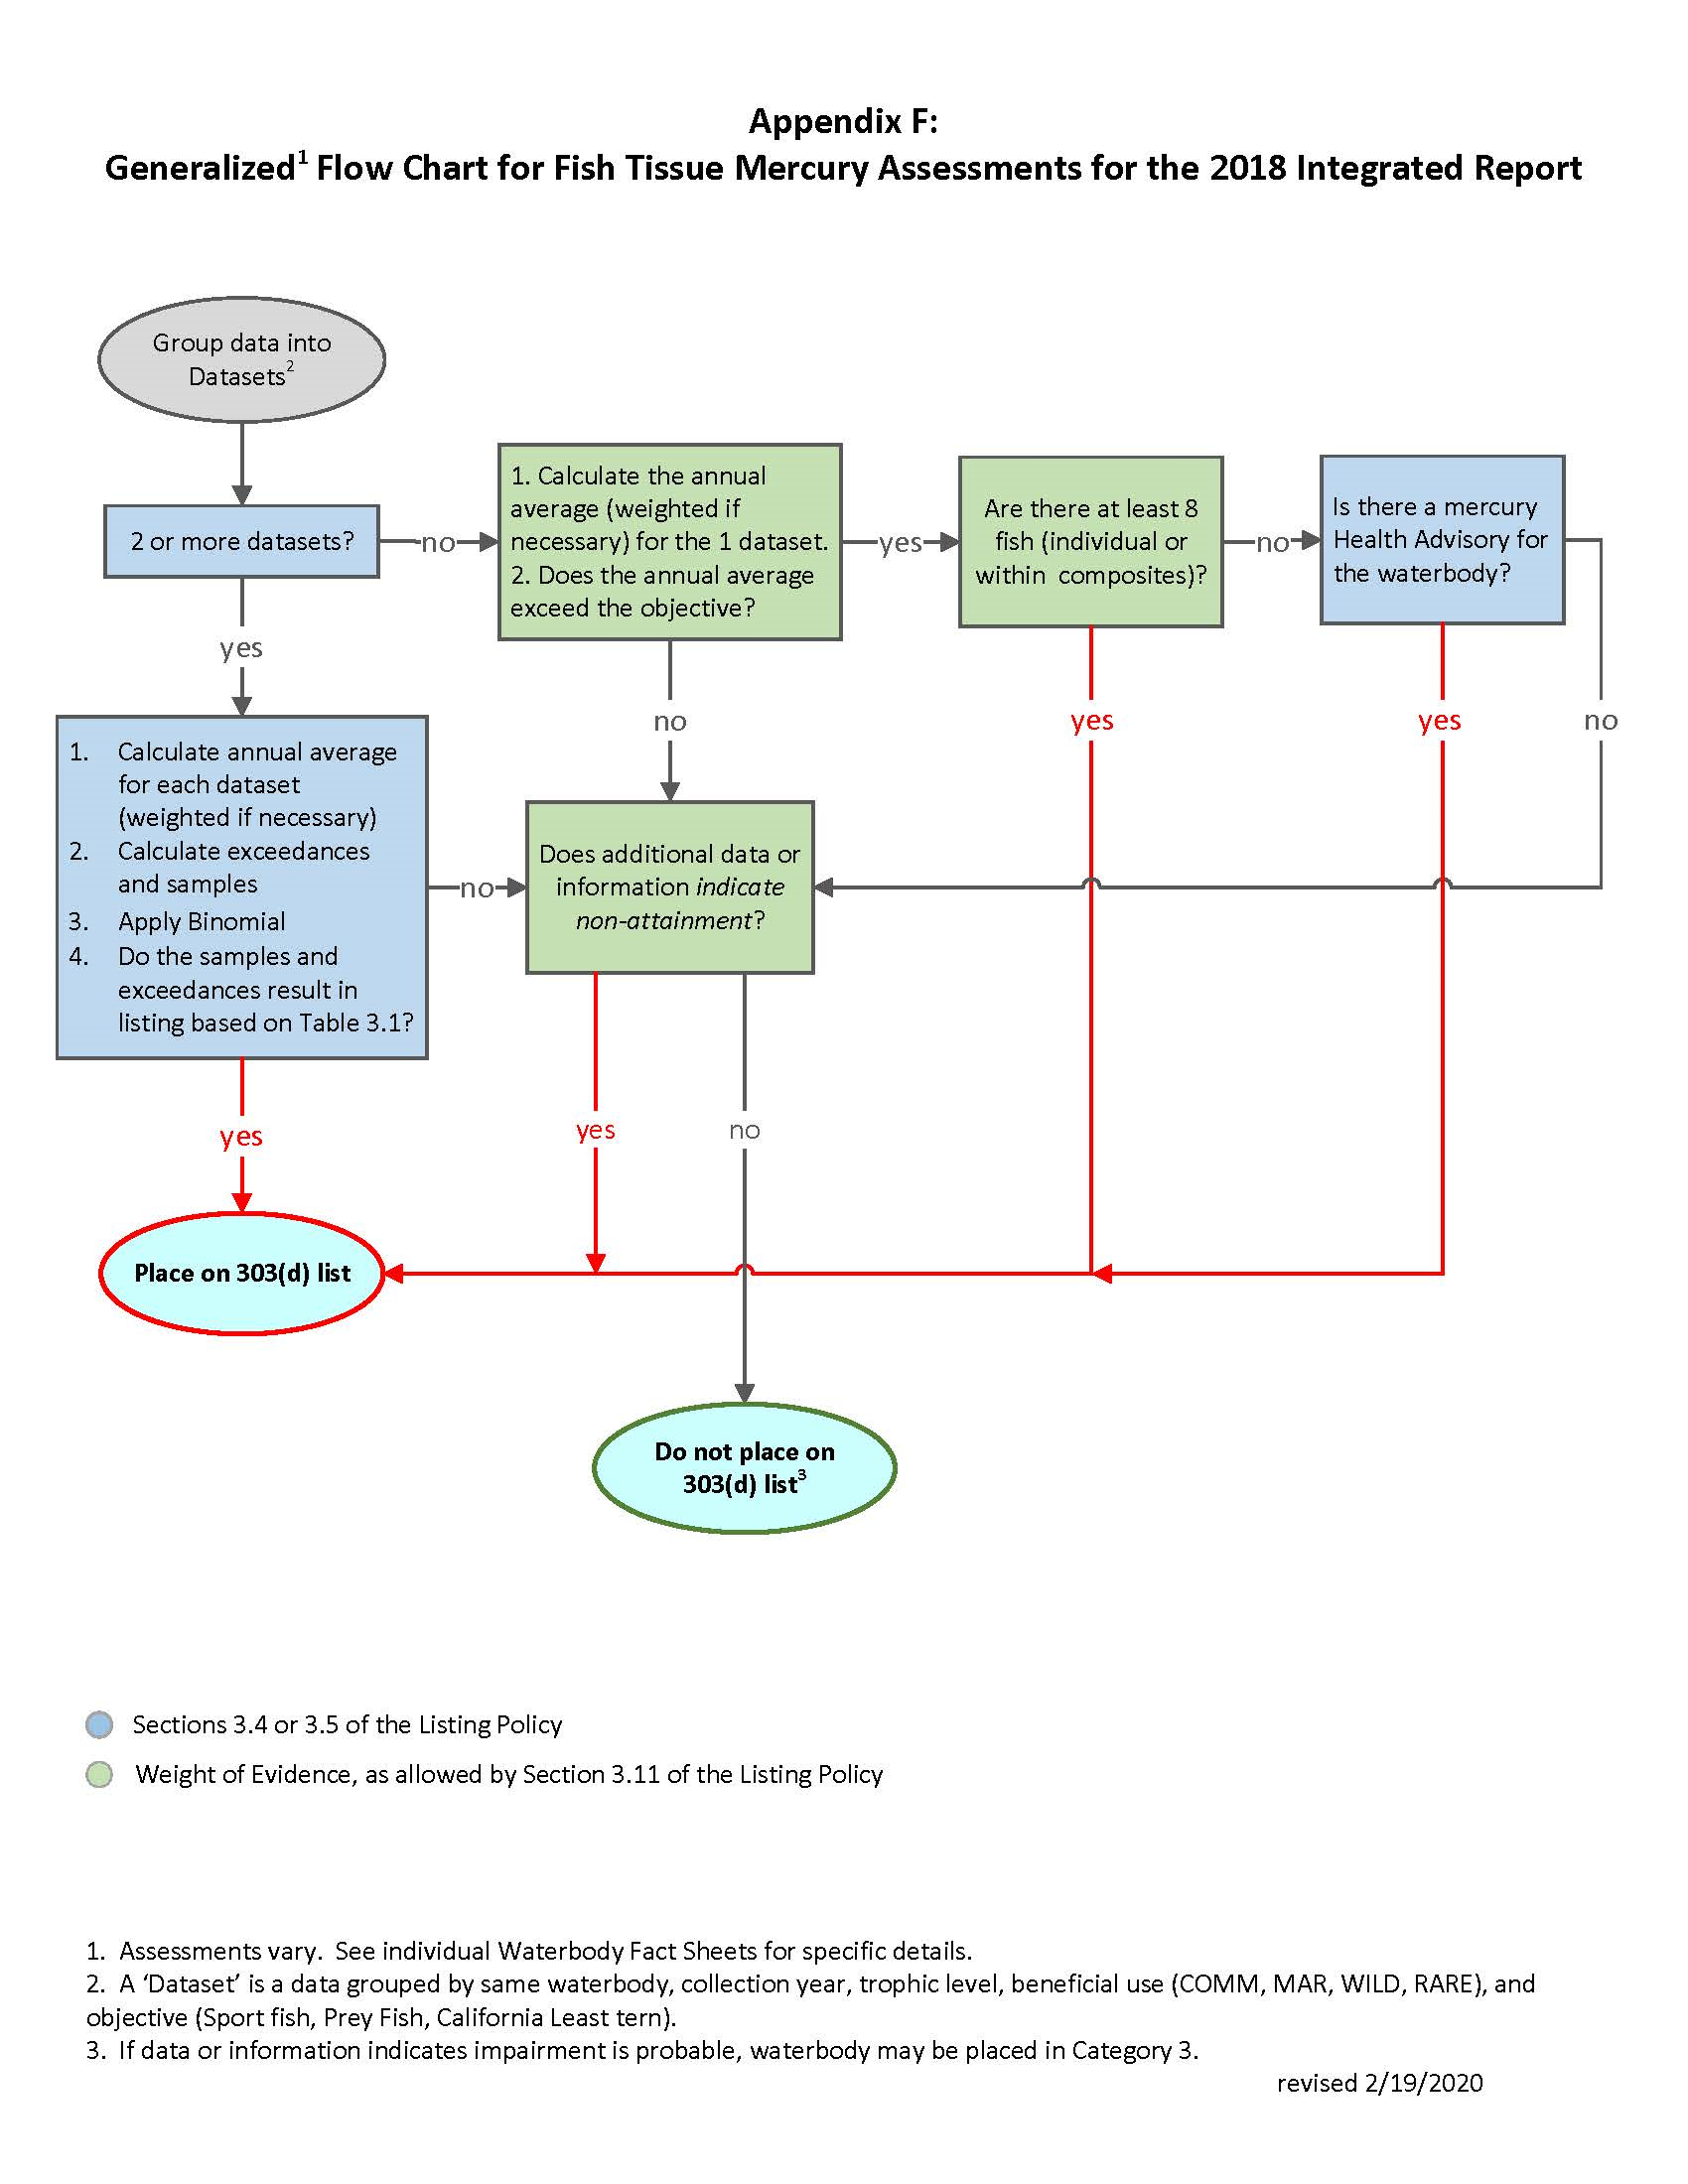 Appendix F:
Generalized1 Flow Chart for Fish Tissue Mercury Assessments for the 2018 Integrated Report
Group data into
Datasets2
2 or more datasets?
no
1. Calculate the annual
average (weighted if
necessary) for the 1 dataset.
2. Does the annual average
exceed the objective?
yes
Are there at least 8
fish (individual or
within composites)?
no
Is there a mercury
Health Advisory for
the waterbody?
yes
no
yes
yes
no
1. Calculate annual average
for each dataset
(weighted if necessary)
2. Calculate exceedances
and samples
3. Apply Binomial
4. Do the samples and
exceedances result in
listing based on Table 3.1?
no
Does additional data or
information indicate
non-attainment?
yes
yes
no
Place on 303(d) list
Do not place on
303(d) list3
Sections 3.4 or 3.5 of the Listing Policy
Weight of Evidence, as allowed by Section 3.11 of the Listing Policy
1. Assessments vary. See individual Waterbody Fact Sheets for specific details.
2. A ‘Dataset’ is a data grouped by same waterbody, collection year, trophic level, beneficial use (COMM, MAR, WILD, RARE), and
objective (Sport fish, Prey Fish, California Least tern).
3. If data or information indicates impairment is probable, waterbody may be placed in Category 3.
revised 2/19/2020